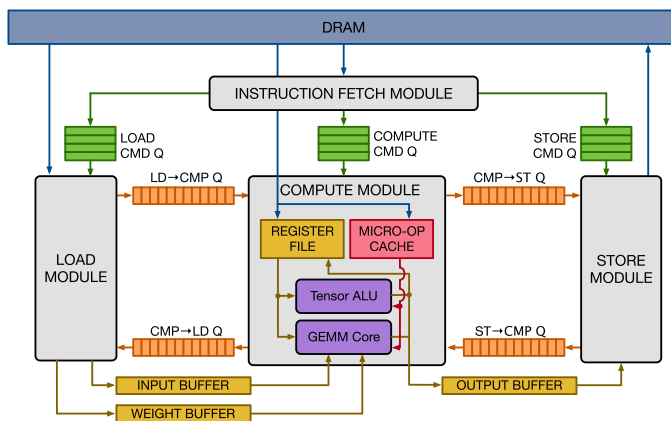 DRAM
INSTRUCTION FETCH MODULE
LOAD
CMD Q
COMPUTE
CMD Q
STORE
CMD Q
LD→CMP Q
COMPUTE MODULE
CMP→ST Q
REGISTER
FILE
MICRO-OP
CACHE
LOAD
MODULE
STORE
MODULE
Tensor ALU
GEMM Core
CMP→LD Q
ST→CMP Q
INPUT BUFFER
OUTPUT BUFFER
WEIGHT BUFFER